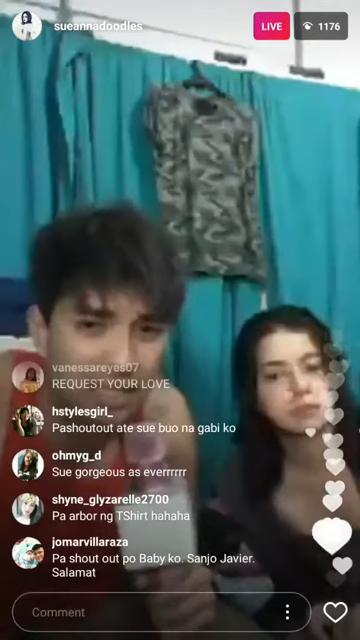 sueannadoodles
LIVE
1176
vanessareyes07
REQUEST YOUR LOVE
hstylesgirl_
Pashoutout ate sue buo na gabi ko
ohmyg_d
Sue gorgeous as everrrrrr
shyne_glyzarelle2700
Pa arbor ng TShirt hahaha
jomarvillaraza
Pa shout out po Baby ko. Sanjo Javier.
Salamat
Comment